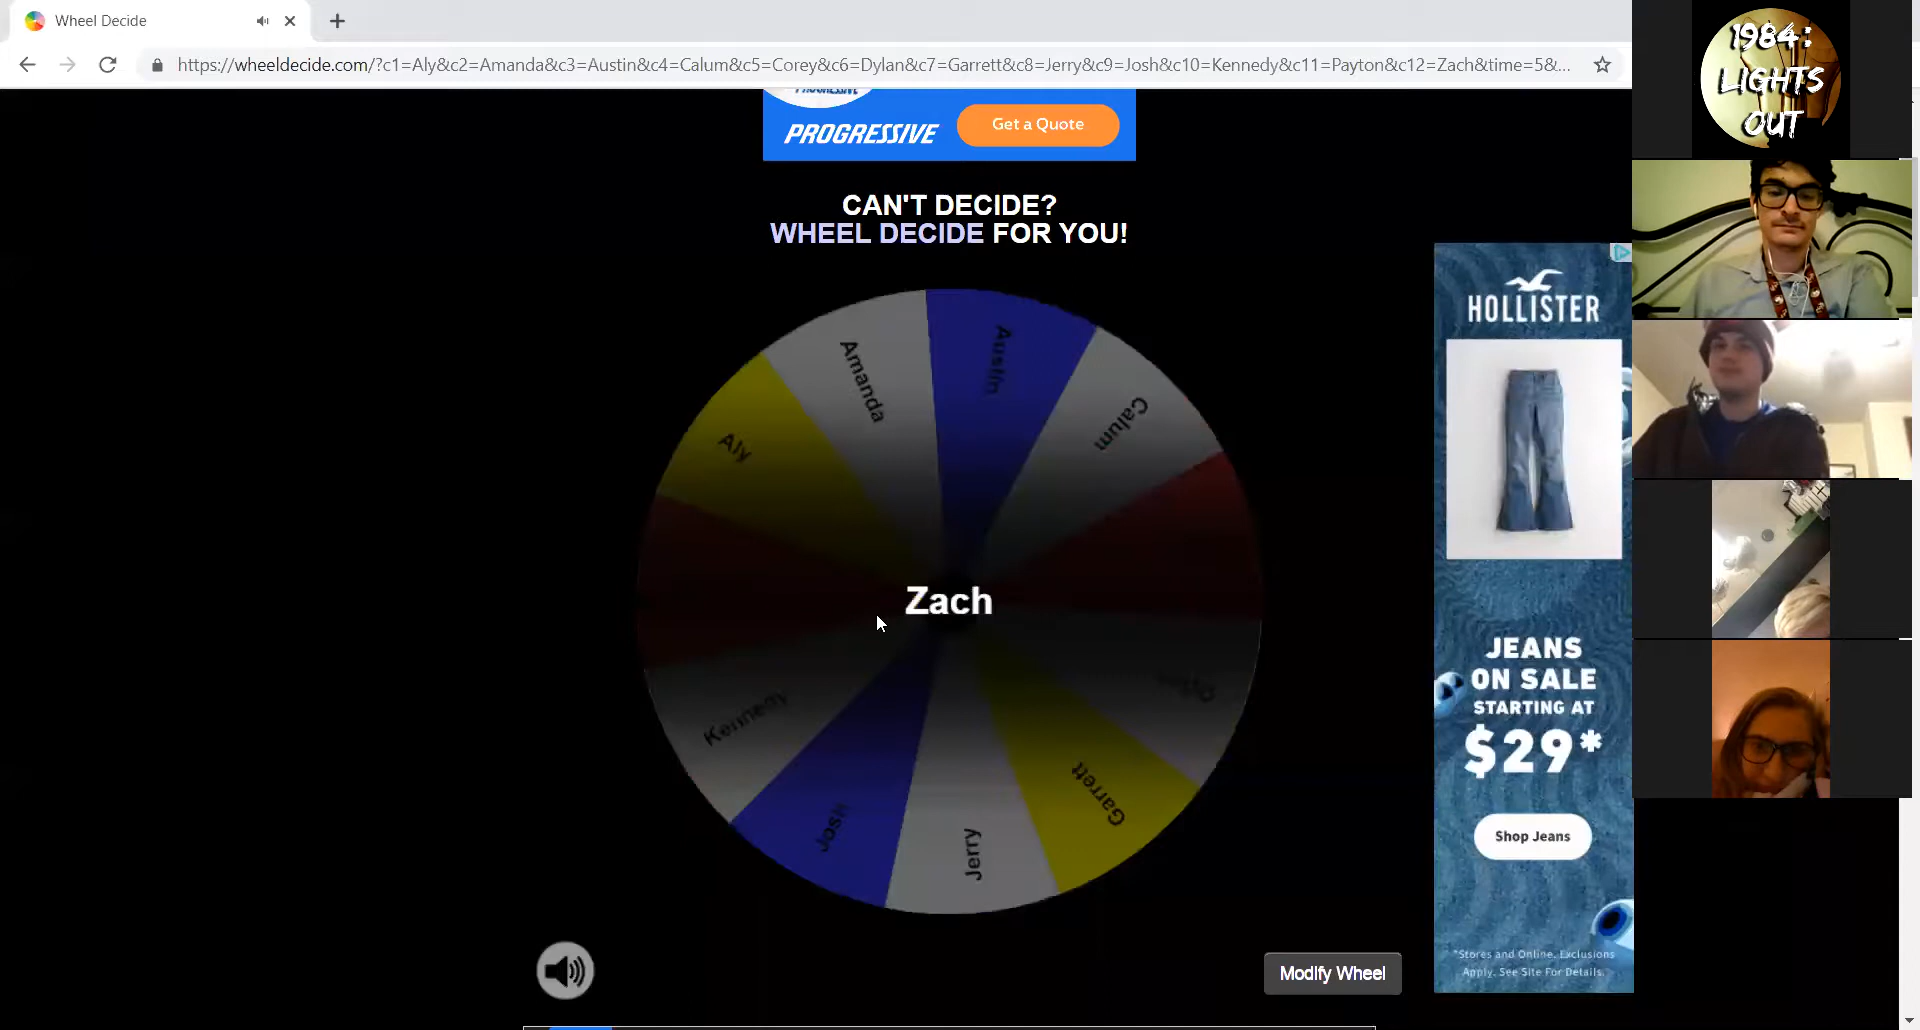 Wheel Decide
https://wheeldecide.com/?c1=Aly&c2=Amanda&c3=Austin&c4=Calum&c5=Corey&c6=Dylan&c7=Garrett&c8=Jerry&c9=Josh&c10=Kennedy&c11=Payton&c12=Zach&time=5&...
1984:
LIGHTS
OUT
PROGRESSIVE
PROGRESSIVE
Get a Quote
CAN'T DECIDE?
WHEEL DECIDE FOR YOU!
Amanda
Austin
Calum
Aly
Zach
Kennedy
Josh
Jerry
Garrett
HOLLISTER
JEANS
ON SALE
STARTING AT
$29*
Shop Jeans
*Stores and Online. Exclusions
Apply. See Site For Details.
Modify Wheel